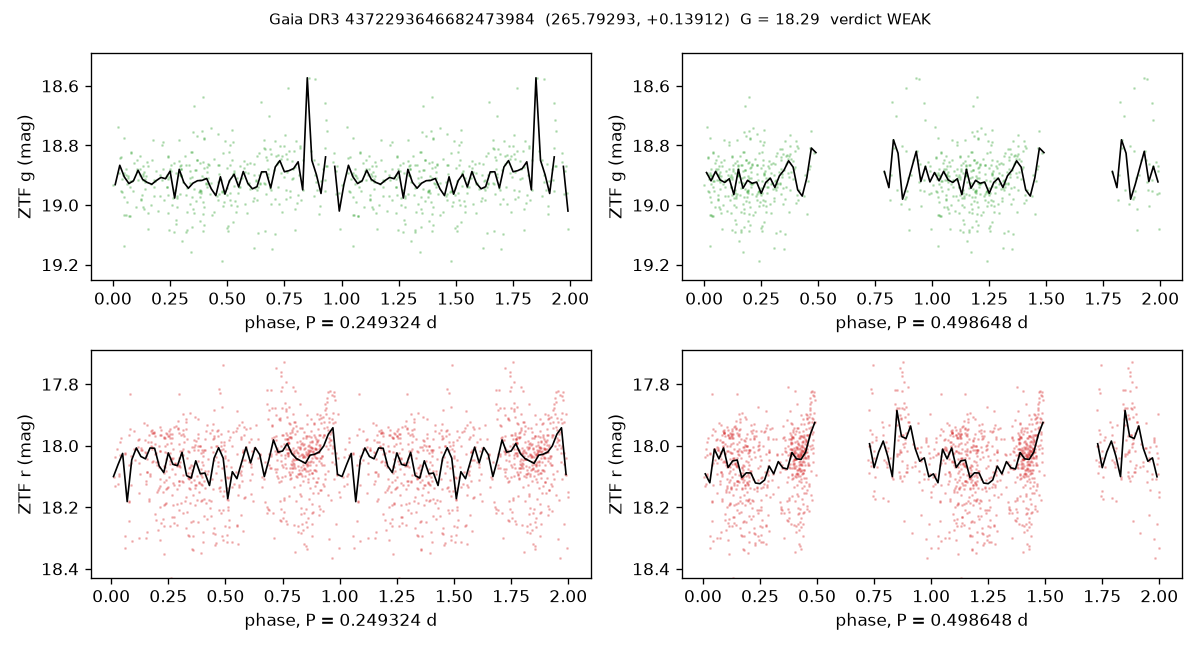 Gaia DR3 4372293646682473984 (265.79293, +0.13912) G = 18.29 verdict WEAK
ZTF g (mag)
18.6
18.8
19.0
19.2
0.00 0.25 0.50 0.75 1.00 1.25 1.50 1.75 2.00
phase, P = 0.249324 d
ZTF g (mag)
18.6
18.8
19.0
19.2
0.00 0.25 0.50 0.75 1.00 1.25 1.50 1.75 2.00
phase, P = 0.498648 d
ZTF r (mag)
17.8
18.0
18.2
18.4
0.00 0.25 0.50 0.75 1.00 1.25 1.50 1.75 2.00
phase, P = 0.249324 d
ZTF r (mag)
17.8
18.0
18.2
18.4
0.00 0.25 0.50 0.75 1.00 1.25 1.50 1.75 2.00
phase, P = 0.498648 d